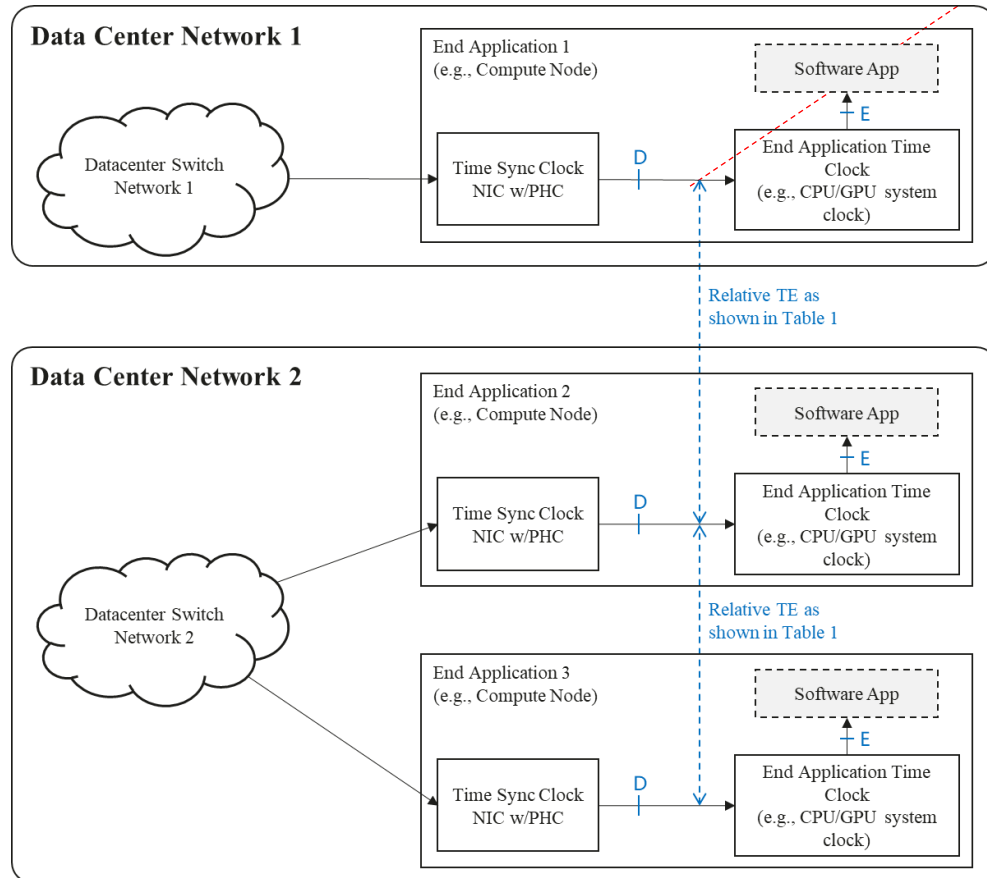 Data Center Network 1
End Application 1
(e.g., Compute Node)
Software App
E
Datacenter Switch
Network 1
Time Sync Clock
NIC w/PHC
D
End Application Time
Clock
(e.g., CPU/GPU system
clock)
Relative TE as
shown in Table 1
Data Center Network 2
End Application 2
(e.g., Compute Node)
Software App
E
Time Sync Clock
NIC w/PHC
D
End Application Time
Clock
(e.g., CPU/GPU system
clock)
Datacenter Switch
Network 2
Relative TE as
shown in Table 1
End Application 3
(e.g., Compute Node)
Software App
E
Time Sync Clock
NIC w/PHC
D
End Application Time
Clock
(e.g., CPU/GPU system
clock)